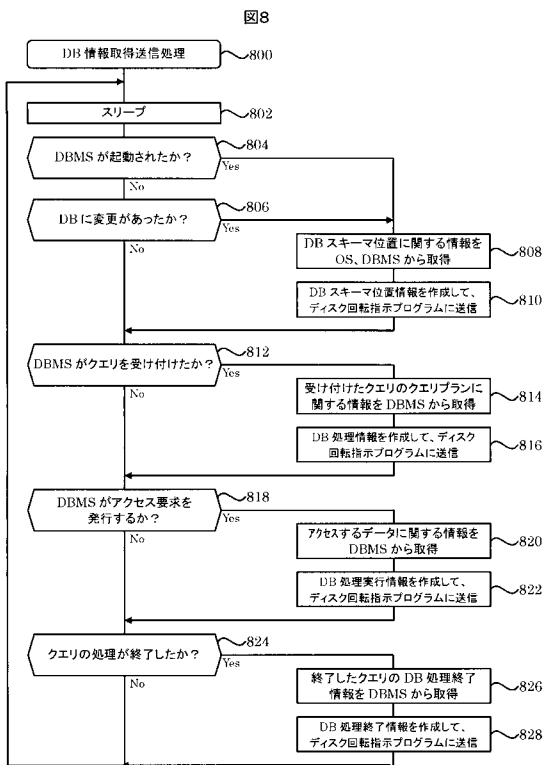 図8
DB 情報取得送信処理
800
スリープ
802
DBMS が起動されたか？
804
Yes
No
DB に変更があったか？
806
Yes
No
DB スキーマ位置に関する情報を
OS、DBMS から取得
808
DB スキーマ位置情報を作成して、
ディスク回転指示プログラムに送信
810
DBMS がクエリを受け付けたか？
812
Yes
No
受け付けたクエリのクエリプランに
関する情報を DBMS から取得
814
DB 処理情報を作成して、ディスク
回転指示プログラムに送信
816
DBMS がアクセス要求を
発行するか？
818
Yes
No
アクセスするデータに関する情報を
DBMS から取得
820
DB 処理実行情報を作成して、
ディスク回転指示プログラムに送信
822
クエリの処理が終了したか？
824
Yes
No
終了したクエリの DB 処理終了
情報を DBMS から取得
826
DB 処理終了情報を作成して、
ディスク回転指示プログラムに送信
828